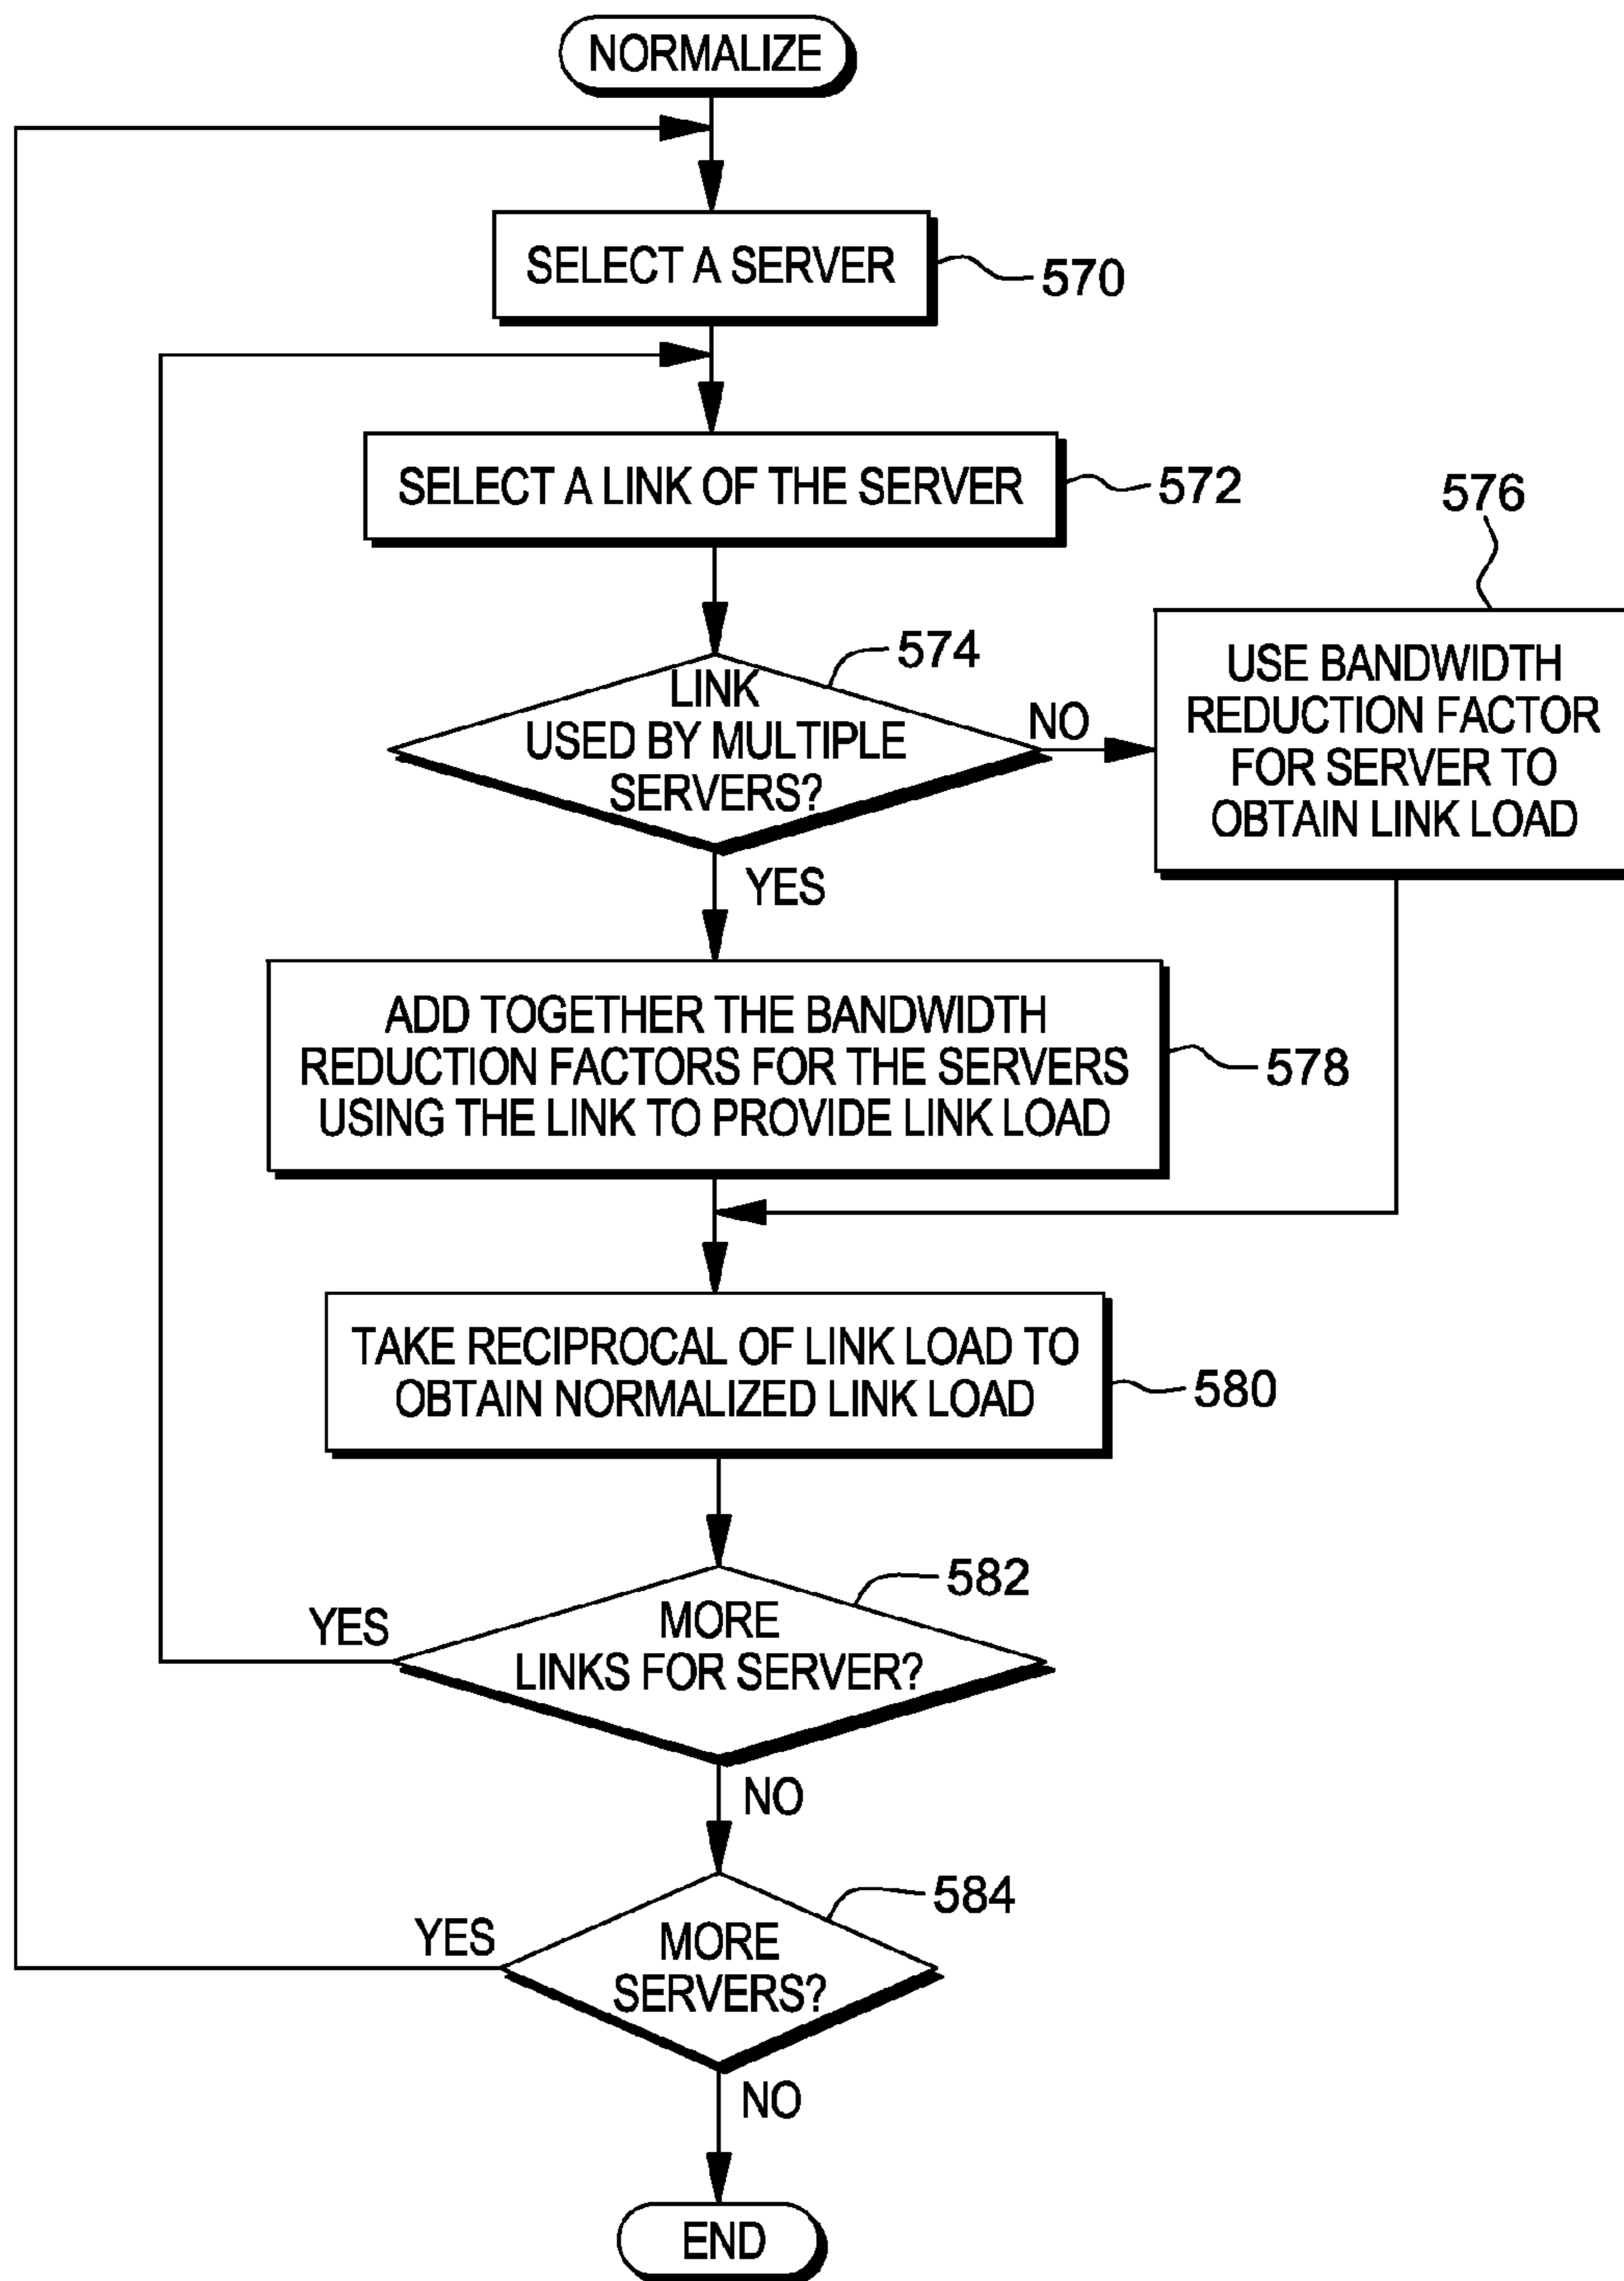 NORMALIZE
SELECT A SERVER
570
SELECT A LINK OF THE SERVER
572
574
LINK
USED BY MULTIPLE
SERVERS?
NO
576
USE BANDWIDTH
REDUCTION FACTOR
FOR SERVER TO
OBTAIN LINK LOAD
YES
ADD TOGETHER THE BANDWIDTH
REDUCTION FACTORS FOR THE SERVERS
USING THE LINK TO PROVIDE LINK LOAD
578
TAKE RECIPROCAL OF LINK LOAD TO
OBTAIN NORMALIZED LINK LOAD
580
582
YES
MORE
LINKS FOR SERVER?
NO
584
YES
MORE
SERVERS?
NO
END